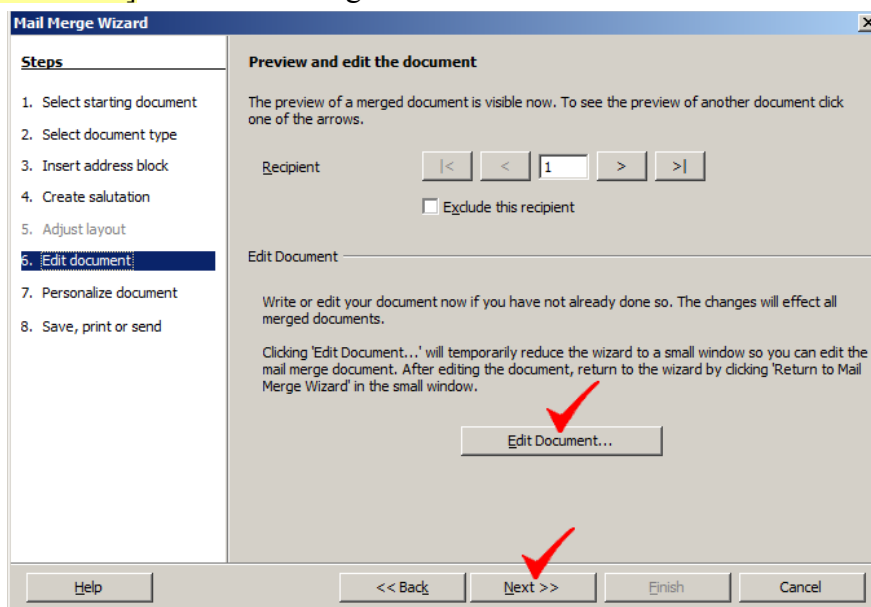 Mail Merge Wizard
Steps
1. Select starting document
2. Select document type
3. Insert address block
4. Create salutation
5. Adjust layout
6. Edit document
7. Personalize document
8. Save, print or send
Preview and edit the document
The preview of a merged document is visible now. To see the preview of another document click
one of the arrows.
Recipient |< < 1 > >|
Exclude this recipient
Edit Document
Write or edit your document now if you have not already done so. The changes will effect all
merged documents.
Clicking 'Edit Document...' will temporarily reduce the wizard to a small window so you can edit the
mail merge document. After editing the document, return to the wizard by clicking 'Return to Mail
Merge Wizard' in the small window.
Edit Document...
Help << Back Next >> Finish Cancel